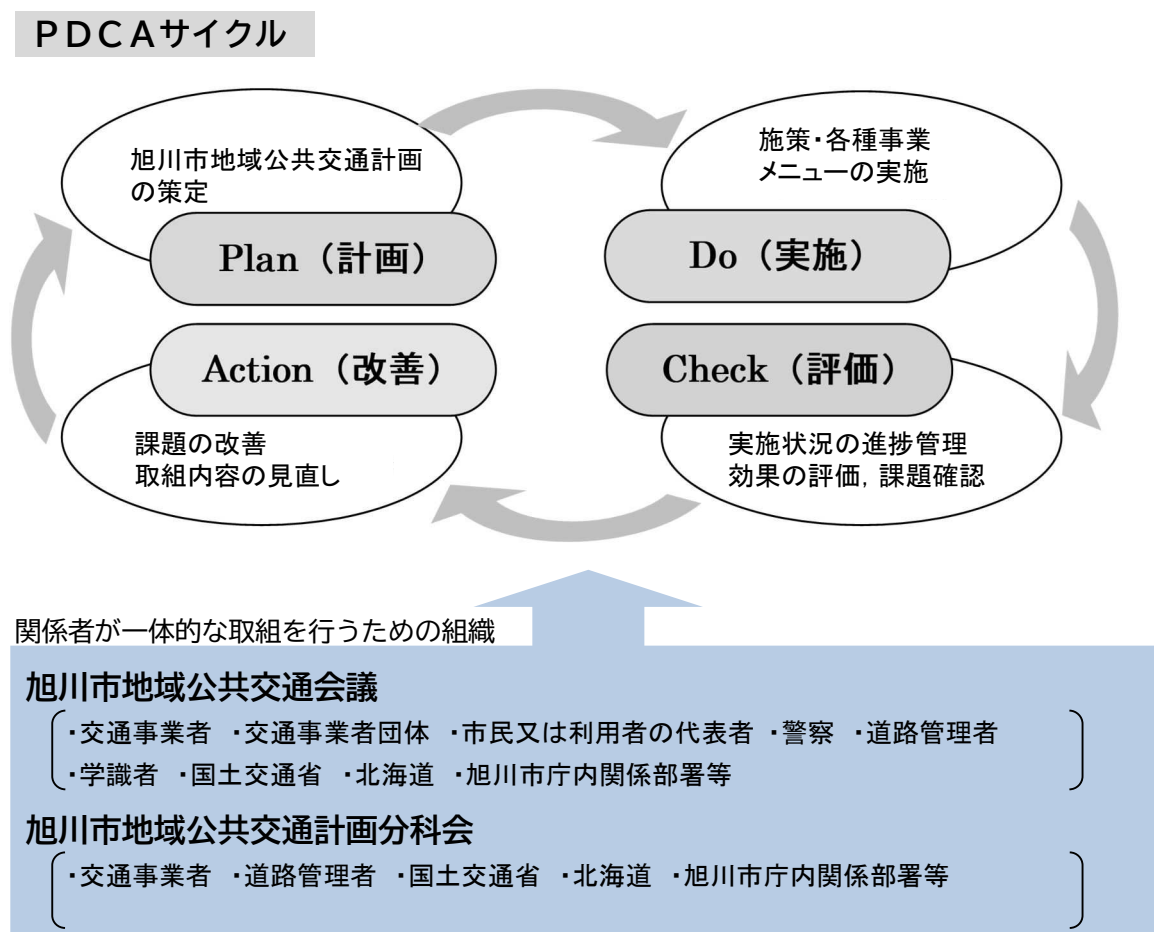 PDCAサイクル
旭川市地域公共交通計画
の策定
Plan（計画）
施策・各種事業
メニューの実施
Do（実施）
Check（評価）
実施状況の進捗管理
効果の評価，課題確認
Action（改善）
課題の改善
取組内容の見直し
関係者が一体的な取組を行うための組織
旭川市地域公共交通会議
・交通事業者 ・交通事業者団体 ・市民又は利用者の代表者 ・警察 ・道路管理者
・学識者 ・国土交通省 ・北海道 ・旭川市庁内関係部署等
旭川市地域公共交通計画分科会
・交通事業者 ・道路管理者 ・国土交通省 ・北海道 ・旭川市庁内関係部署等